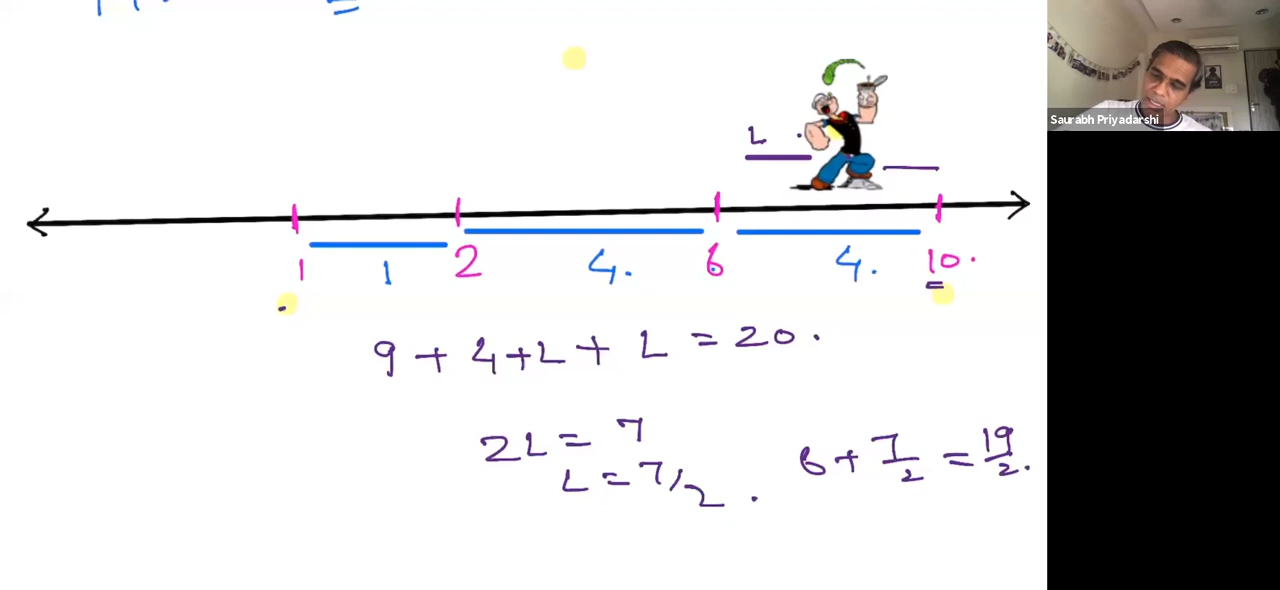 Saurabh Priyadarshi
L
1 1 2 4. 6 4. 10.
9 + 4 + L + L = 20.
2L = 7
L = 7/2.
6 + 7/2 = 19/2.